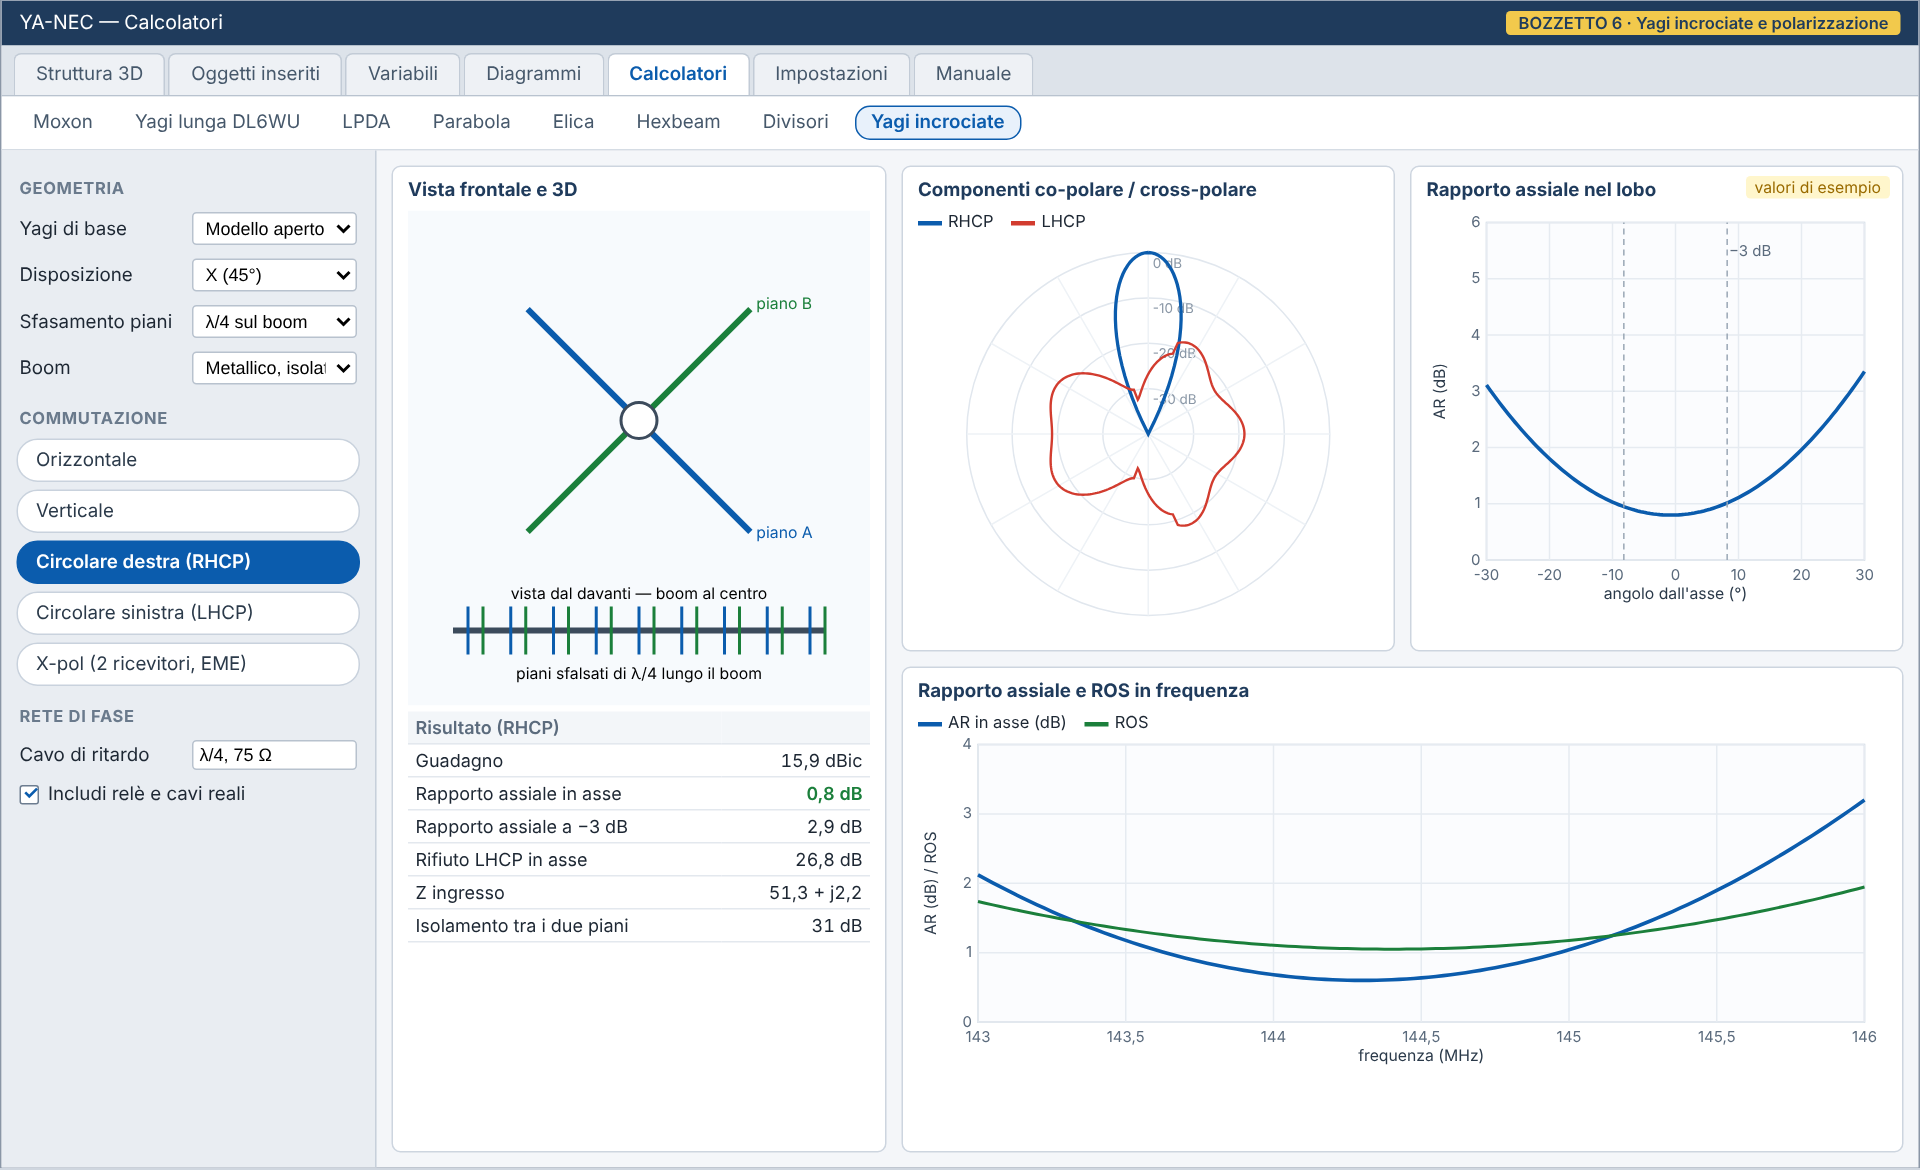 YA-NEC — Calcolatori
BOZZETTO 6 · Yagi incrociate e polarizzazione
Struttura 3D
Oggetti inseriti
Variabili
Diagrammi
Calcolatori
Impostazioni
Manuale
Moxon
Yagi lunga DL6WU
LPDA
Parabola
Elica
Hexbeam
Divisori
Yagi incrociate
GEOMETRIA
Yagi di base
Modello aperto
Disposizione
X (45°)
Sfasamento piani
λ/4 sul boom
Boom
Metallico, isolat
COMMUTAZIONE
Orizzontale
Verticale
Circolare destra (RHCP)
Circolare sinistra (LHCP)
X-pol (2 ricevitori, EME)
RETE DI FASE
Cavo di ritardo
λ/4, 75 Ω
Includi relè e cavi reali
Vista frontale e 3D
piano B
piano A
vista dal davanti — boom al centro
piani sfalsati di λ/4 lungo il boom
Risultato (RHCP)
Guadagno 15,9 dBic
Rapporto assiale in asse 0,8 dB
Rapporto assiale a −3 dB 2,9 dB
Rifiuto LHCP in asse 26,8 dB
Z ingresso 51,3 + j2,2
Isolamento tra i due piani 31 dB
Componenti co-polare / cross-polare
RHCP LHCP
0 dB
-10 dB
-20 dB
-30 dB
Rapporto assiale nel lobo
valori di esempio
6
5
4
3
2
1
0
−3 dB
AR (dB)
-30 -20 -10 0 10 20 30
angolo dall'asse (°)
Rapporto assiale e ROS in frequenza
AR in asse (dB) ROS
4
3
2
1
0
AR (dB) / ROS
143 143,5 144 144,5 145 145,5 146
frequenza (MHz)